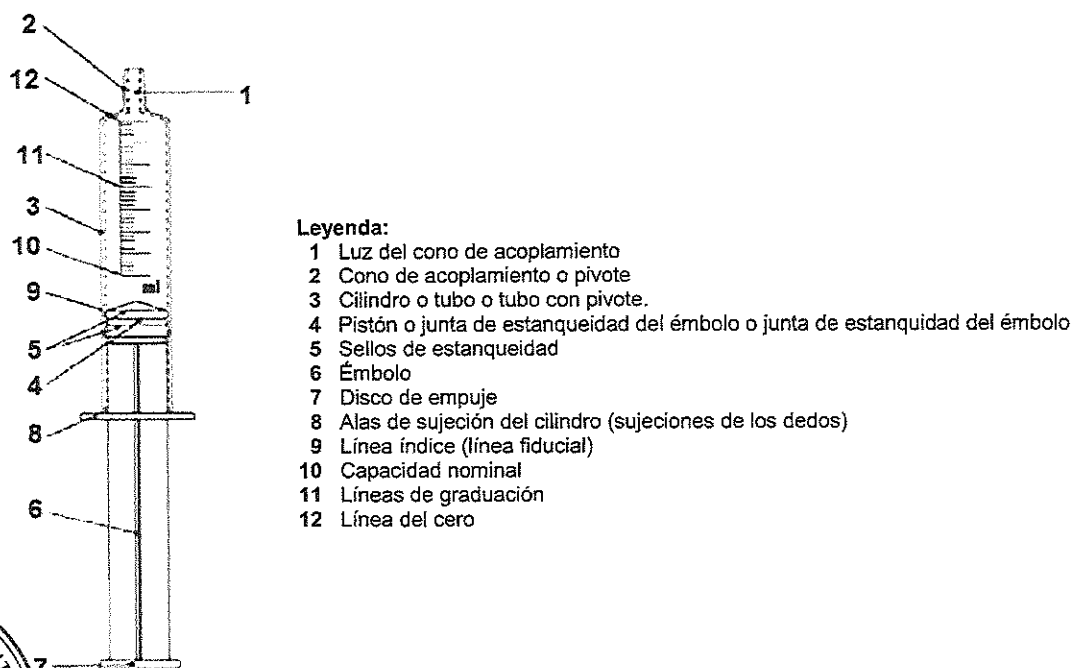 2
12
1
11
3
10
ml
9
5
4
8
6
7
Leyenda:
1 Luz del cono de acoplamiento
2 Cono de acoplamiento o pivote
3 Cilindro o tubo o tubo con pivote.
4 Pistón o junta de estanqueidad del émbolo o junta de estanquidad del émbolo
5 Sellos de estanqueidad
6 Émbolo
7 Disco de empuje
8 Alas de sujeción del cilindro (sujeciones de los dedos)
9 Línea índice (línea fiducial)
10 Capacidad nominal
11 Líneas de graduación
12 Línea del cero